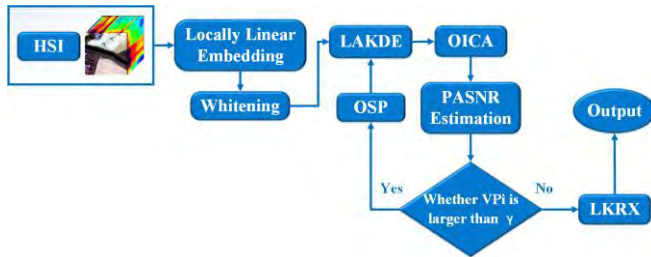 HSI
Locally Linear
Embedding
Whitening
LAKDE
OICA
OSP
PASNR
Estimation
Output
Yes
Whether VPi is
larger than γ
No
LKRX